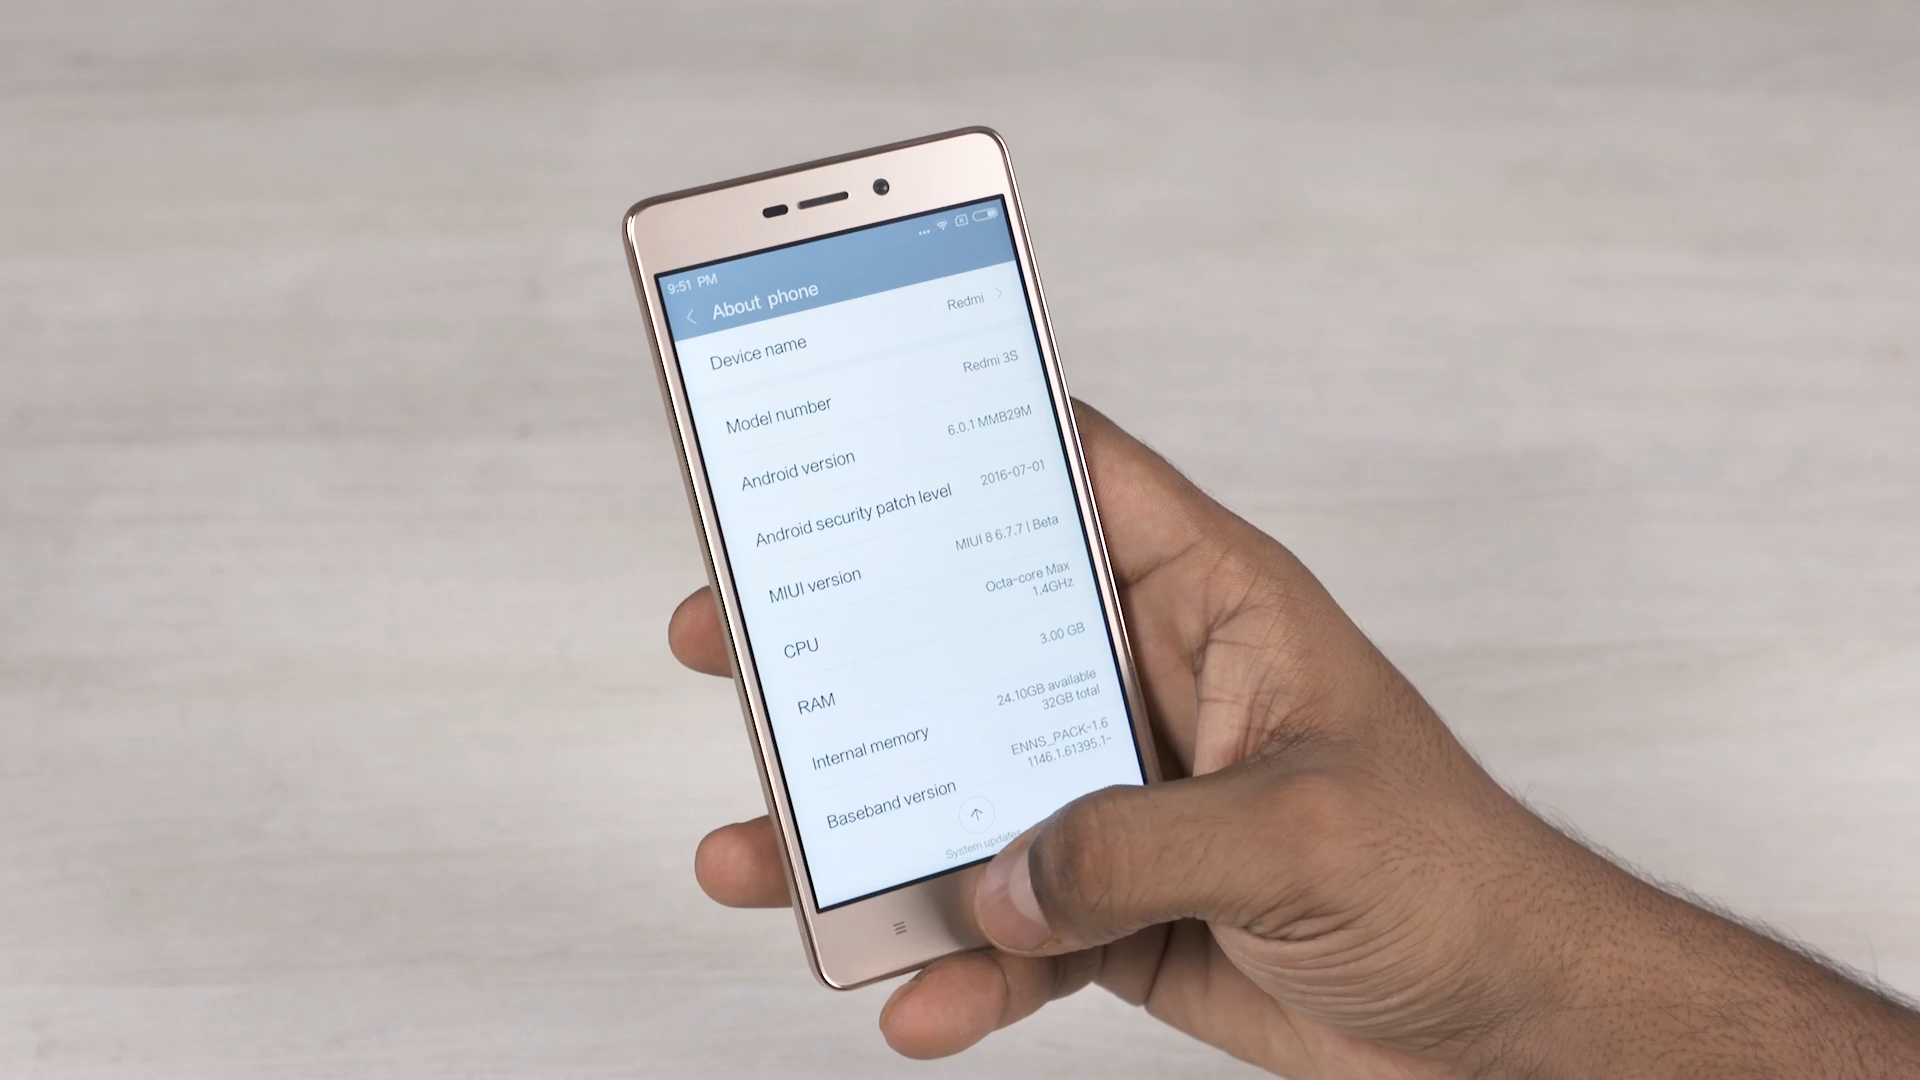 9:51 PM
About phone
Device name Redmi
Model number Redmi 3S
Android version 6.0.1 MMB29M
Android security patch level 2016-07-01
MIUI version MIUI 8 6.7.7 | Beta
CPU Octa-core Max
1.4GHz
RAM 3.00 GB
Internal memory 24.10GB available
32GB total
Baseband version ENNS_PACK-1.6
1146.1.61395.1-
System updates